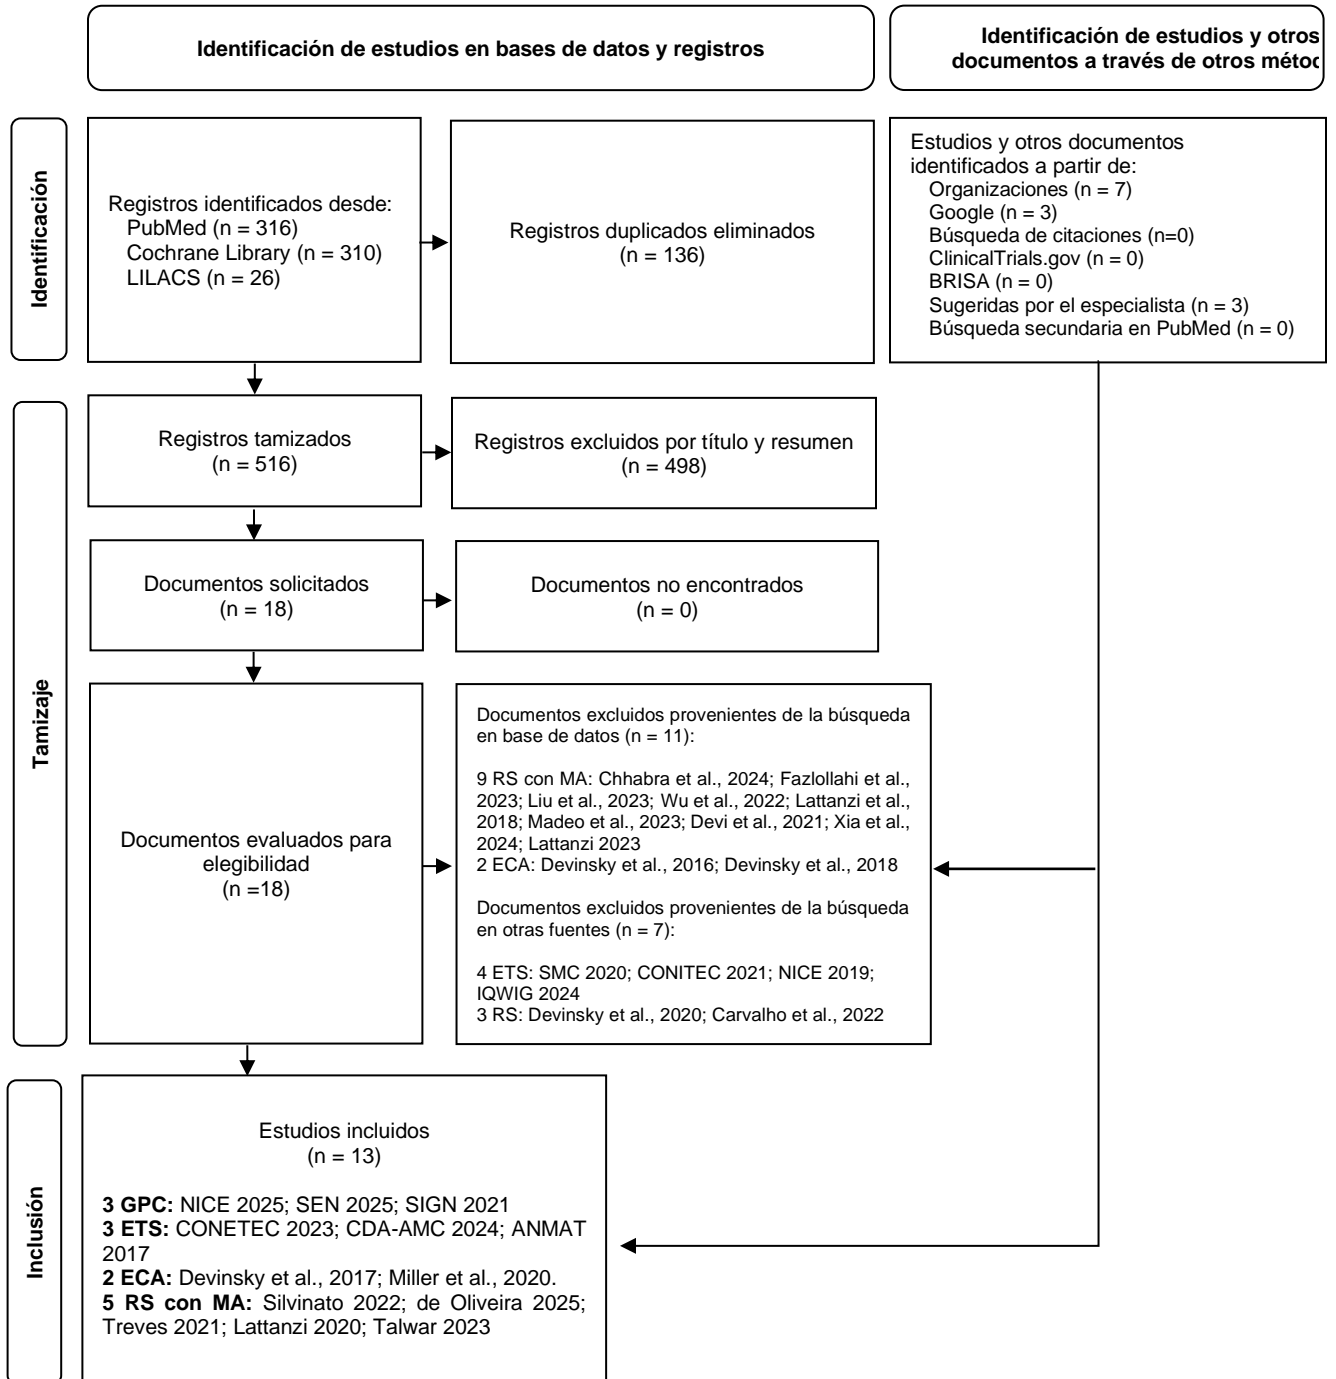 Identificación de estudios en bases de datos y registros
Identificación de estudios y otros
documentos a través de otros métoc
Identificación
Registros identificados desde:
PubMed (n = 316)
Cochrane Library (n = 310)
LILACS (n = 26)
Registros duplicados eliminados
(n = 136)
Estudios y otros documentos
identificados a partir de:
Organizaciones (n = 7)
Google (n = 3)
Búsqueda de citaciones (n=0)
ClinicalTrials.gov (n = 0)
BRISA (n = 0)
Sugeridas por el especialista (n = 3)
Búsqueda secundaria en PubMed (n = 0)
Tamizaje
Registros tamizados
(n = 516)
Registros excluidos por título y resumen
(n = 498)
Documentos solicitados
(n = 18)
Documentos no encontrados
(n = 0)
Documentos evaluados para
elegibilidad
(n =18)
Documentos excluidos provenientes de la búsqueda
en base de datos (n = 11):
9 RS con MA: Chhabra et al., 2024; Fazlollahi et al.,
2023; Liu et al., 2023; Wu et al., 2022; Lattanzi et al.,
2018; Madeo et al., 2023; Devi et al., 2021; Xia et al.,
2024; Lattanzi 2023
2 ECA: Devinsky et al., 2016; Devinsky et al., 2018
Documentos excluidos provenientes de la búsqueda
en otras fuentes (n = 7):
4 ETS: SMC 2020; CONITEC 2021; NICE 2019;
IQWIG 2024
3 RS: Devinsky et al., 2020; Carvalho et al., 2022
Inclusión
Estudios incluidos
(n = 13)
3 GPC: NICE 2025; SEN 2025; SIGN 2021
3 ETS: CONETEC 2023; CDA-AMC 2024; ANMAT
2017
2 ECA: Devinsky et al., 2017; Miller et al., 2020.
5 RS con MA: Silvinato 2022; de Oliveira 2025;
Treves 2021; Lattanzi 2020; Talwar 2023